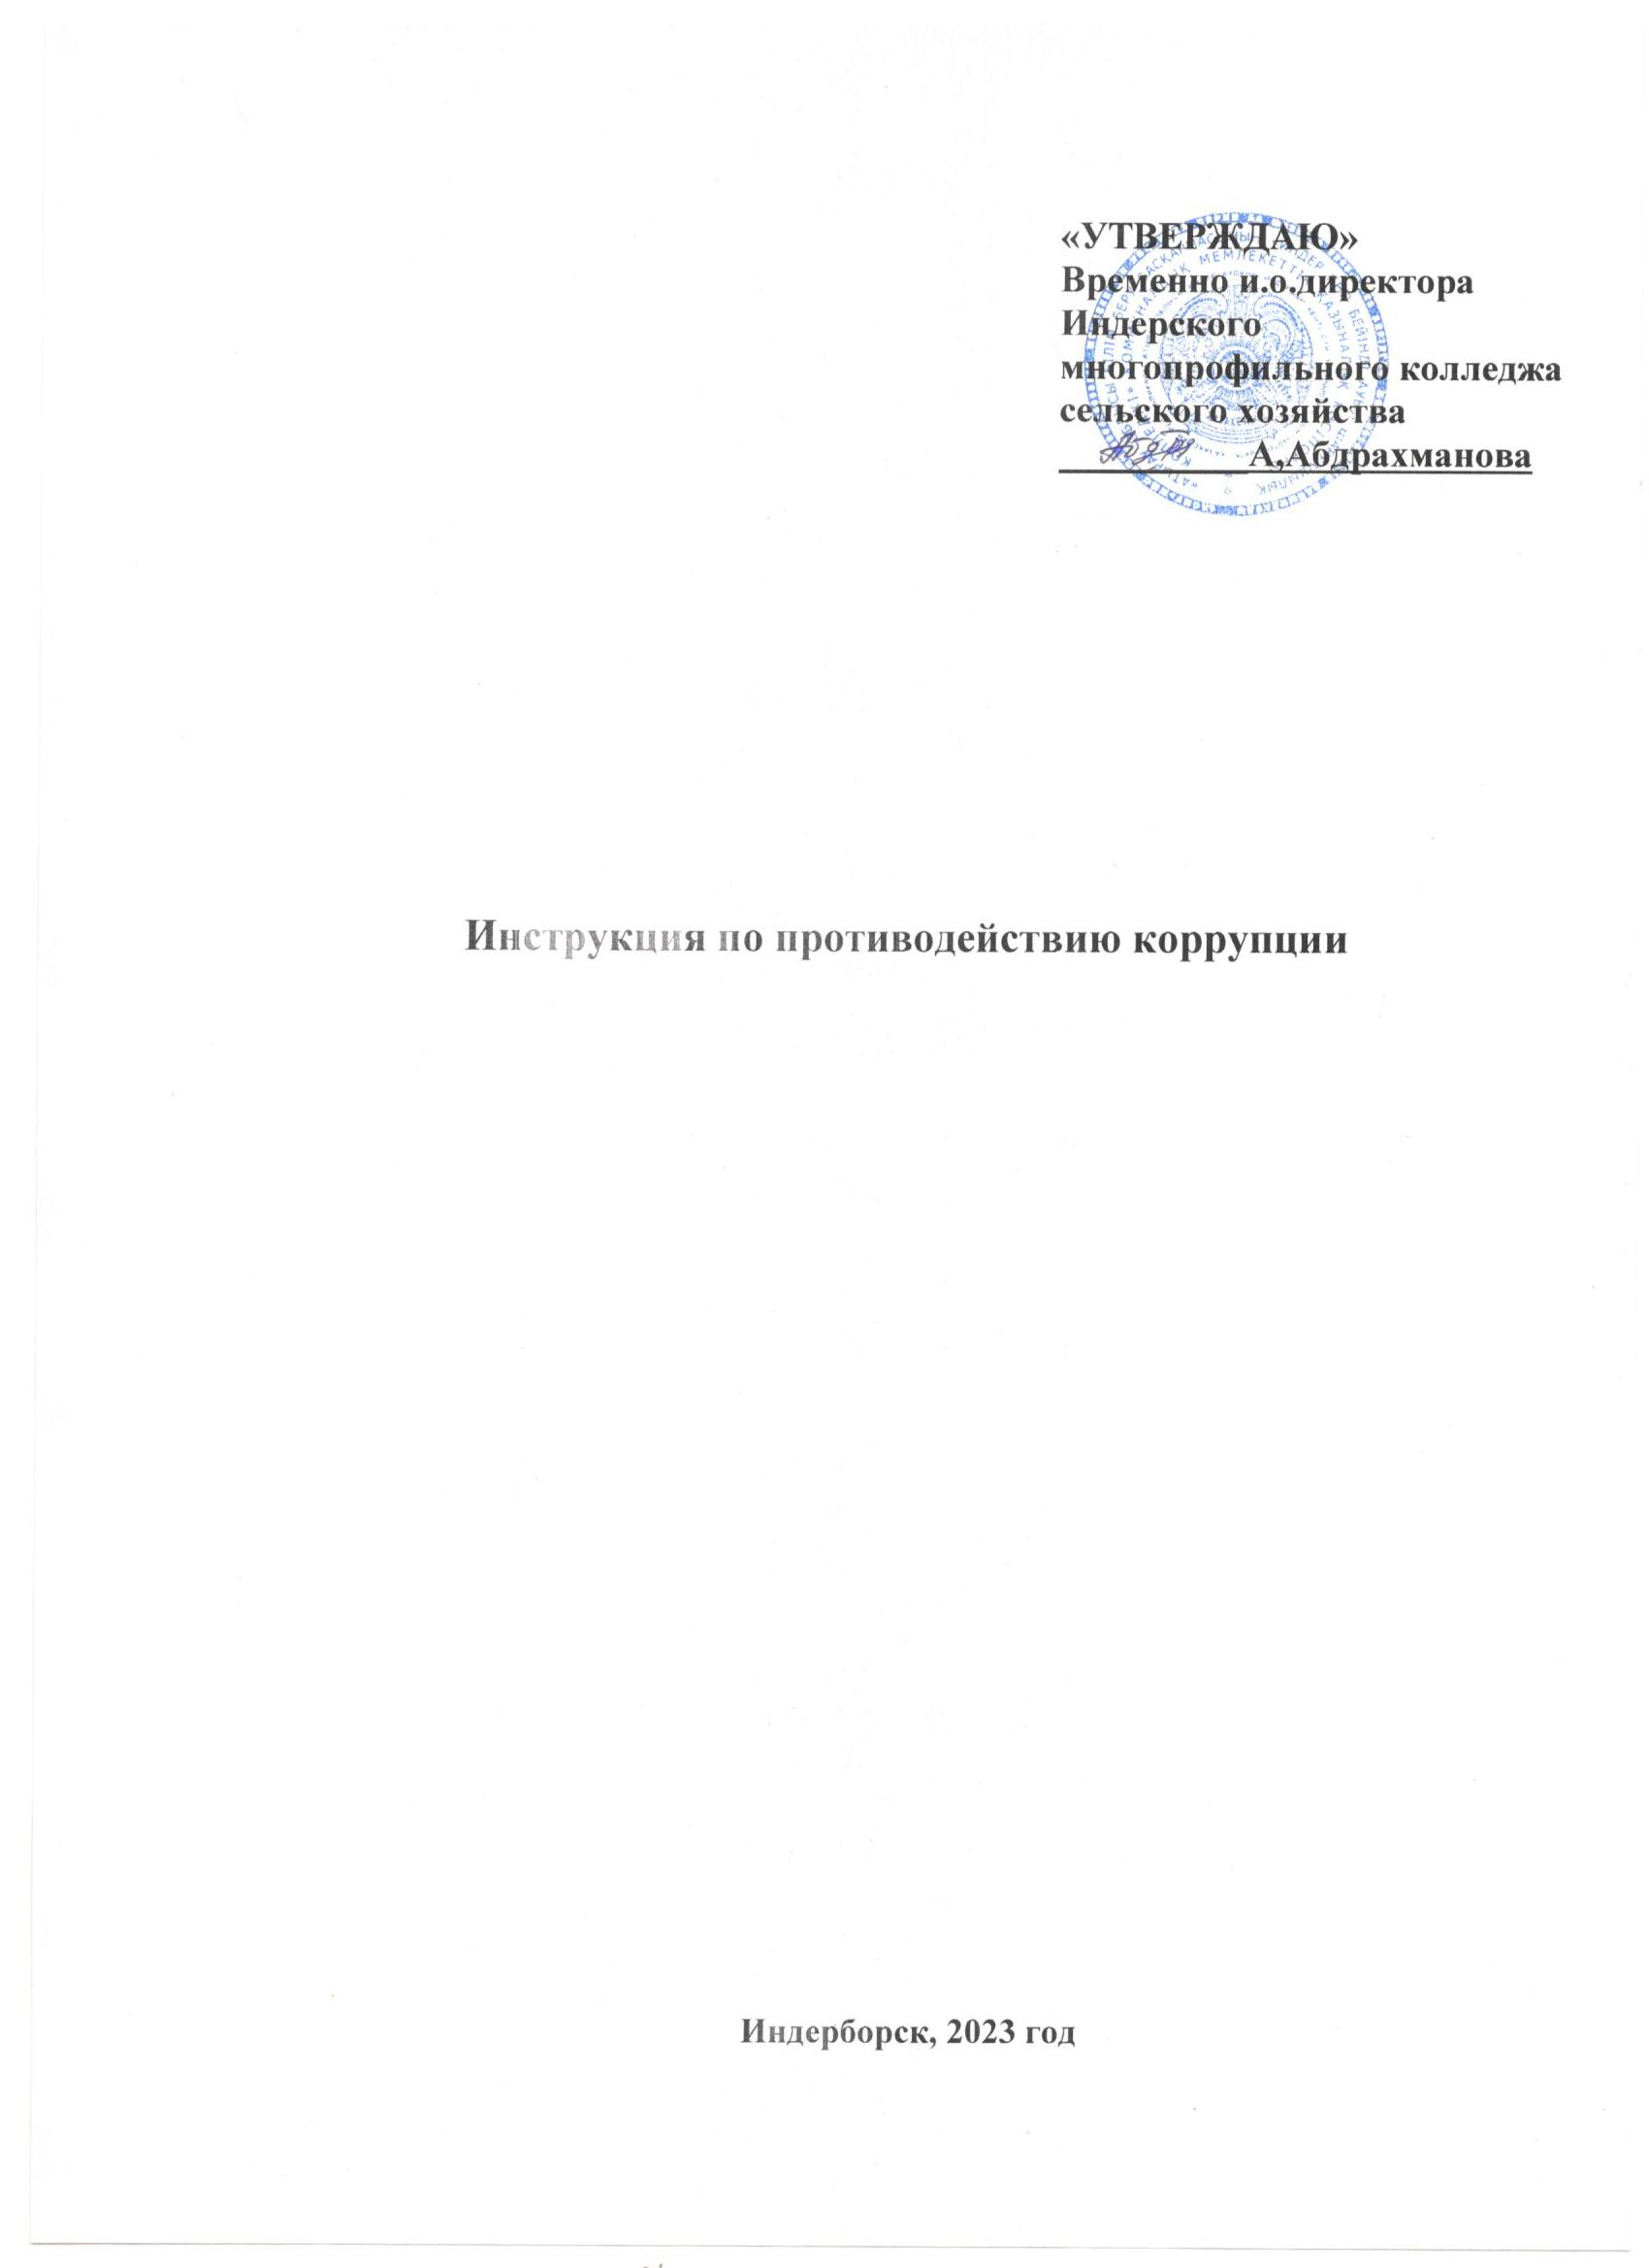 «УТВЕРЖДАЮ»
Временно и.о.директора
Индерского
многопрофильного колледжа
сельского хозяйства
А,Абдрахманова
Инструкция по противодействию коррупции
Индерборск, 2023 год